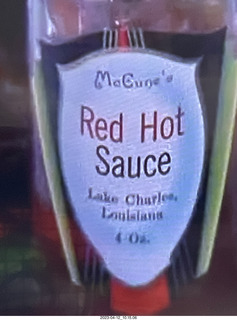 McCune's
Red Hot
Sauce
Lake Charles,
Louisiana
4 Oz.